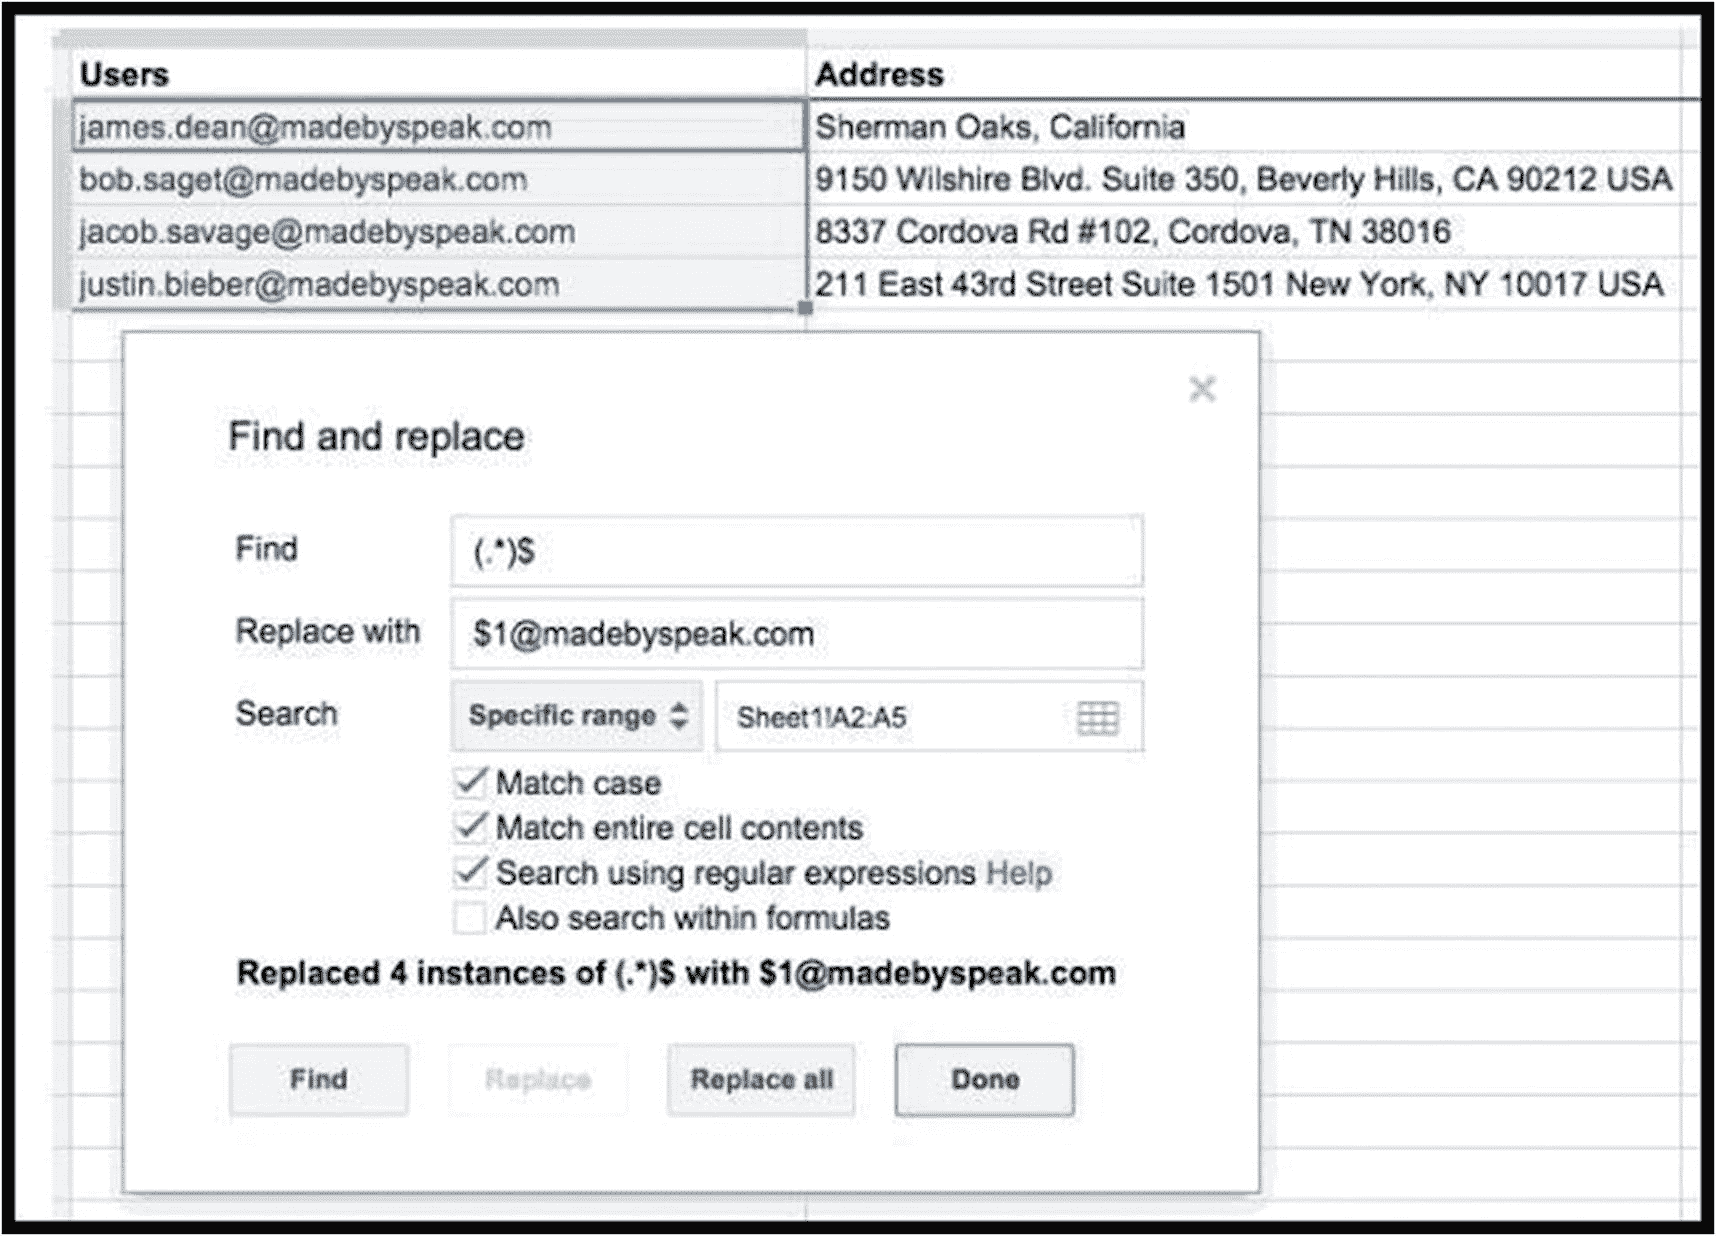 Users Address
james.dean@madebyspeak.com Sherman Oaks, California
bob.saget@madebyspeak.com 9150 Wilshire Blvd. Suite 350, Beverly Hills, CA 90212 USA
jacob.savage@madebyspeak.com 8337 Cordova Rd #102, Cordova, TN 38016
justin.bieber@madebyspeak.com 211 East 43rd Street Suite 1501 New York, NY 10017 USA
Find and replace
Find (.*)$
Replace with $1@madebyspeak.com
Search Specific range Sheet1!A2:A5
Match case
Match entire cell contents
Search using regular expressions Help
Also search within formulas
Replaced 4 instances of (.*)$ with $1@madebyspeak.com
Find Replace Replace all Done